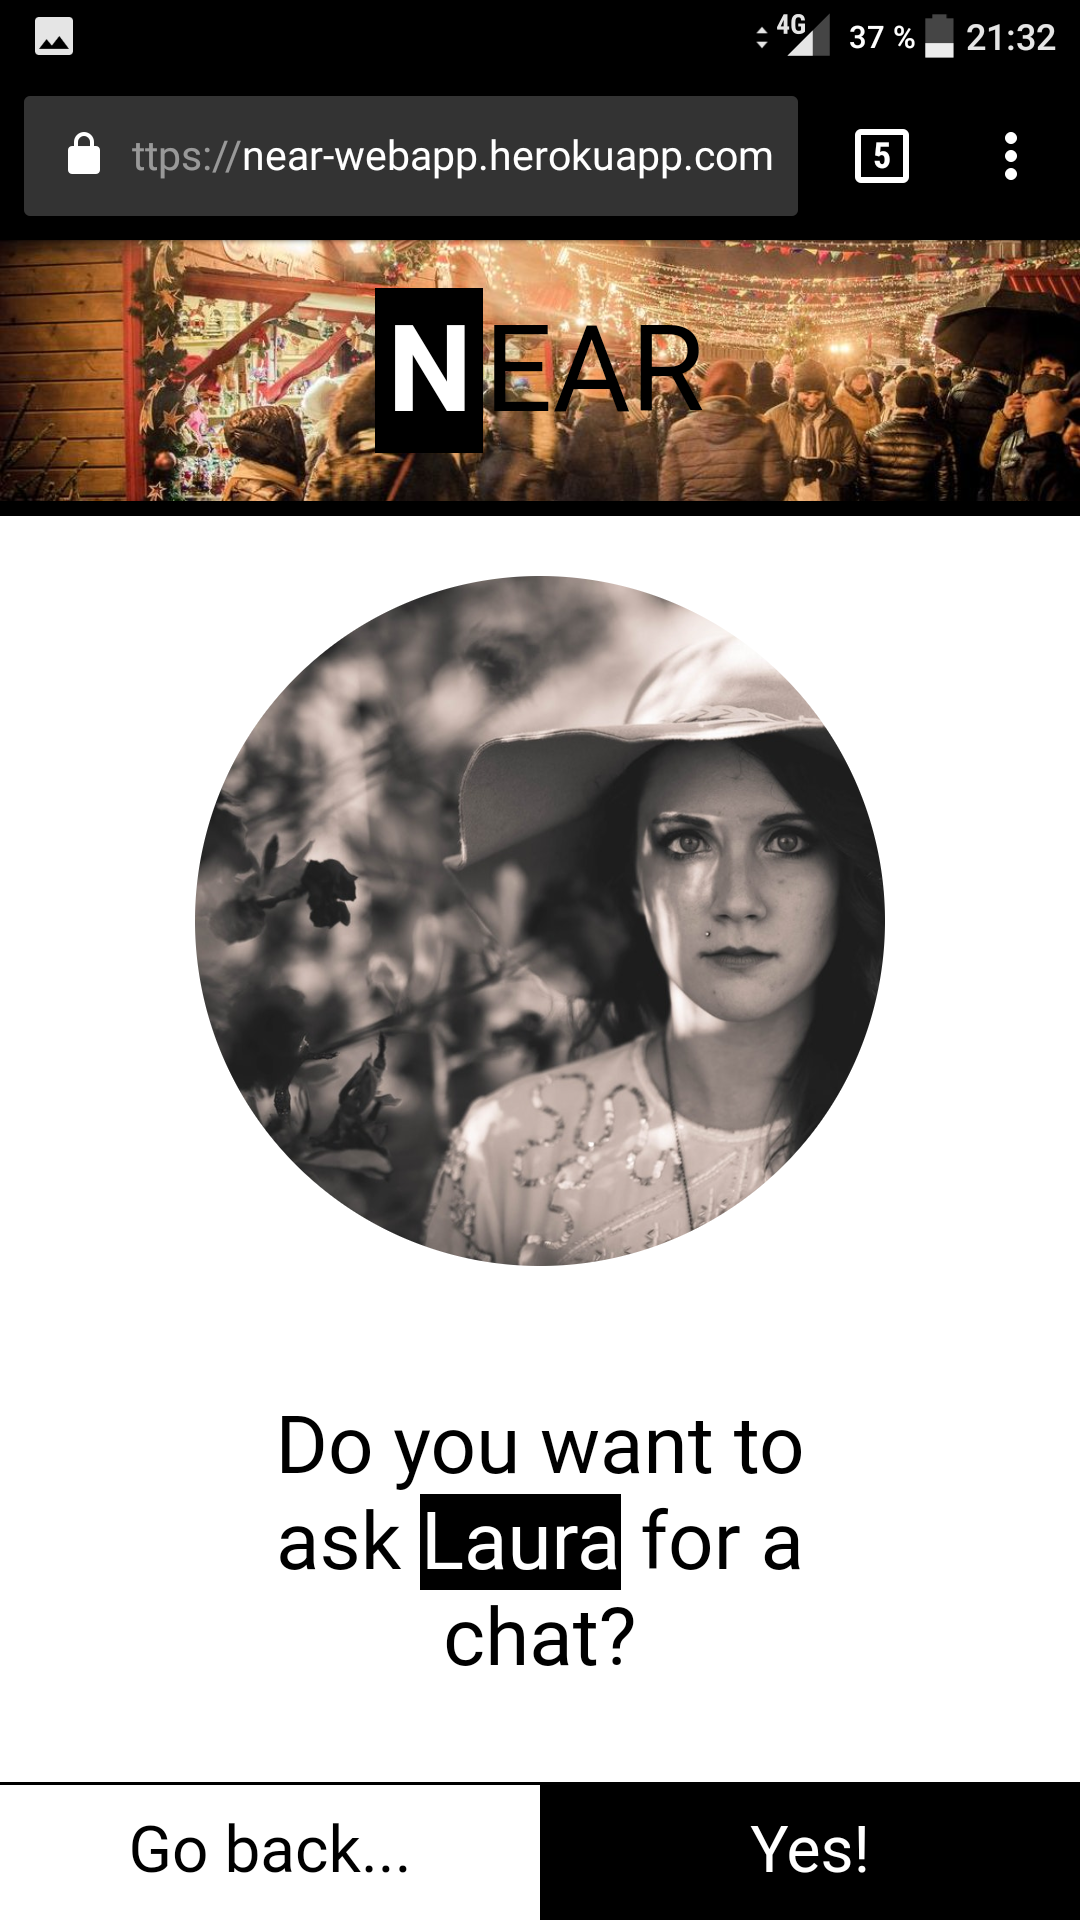 4G 37 % 21:32
ttps://near-webapp.herokuapp.com 5
NEAR
Do you want to
ask Laura for a
chat?
Go back... Yes!